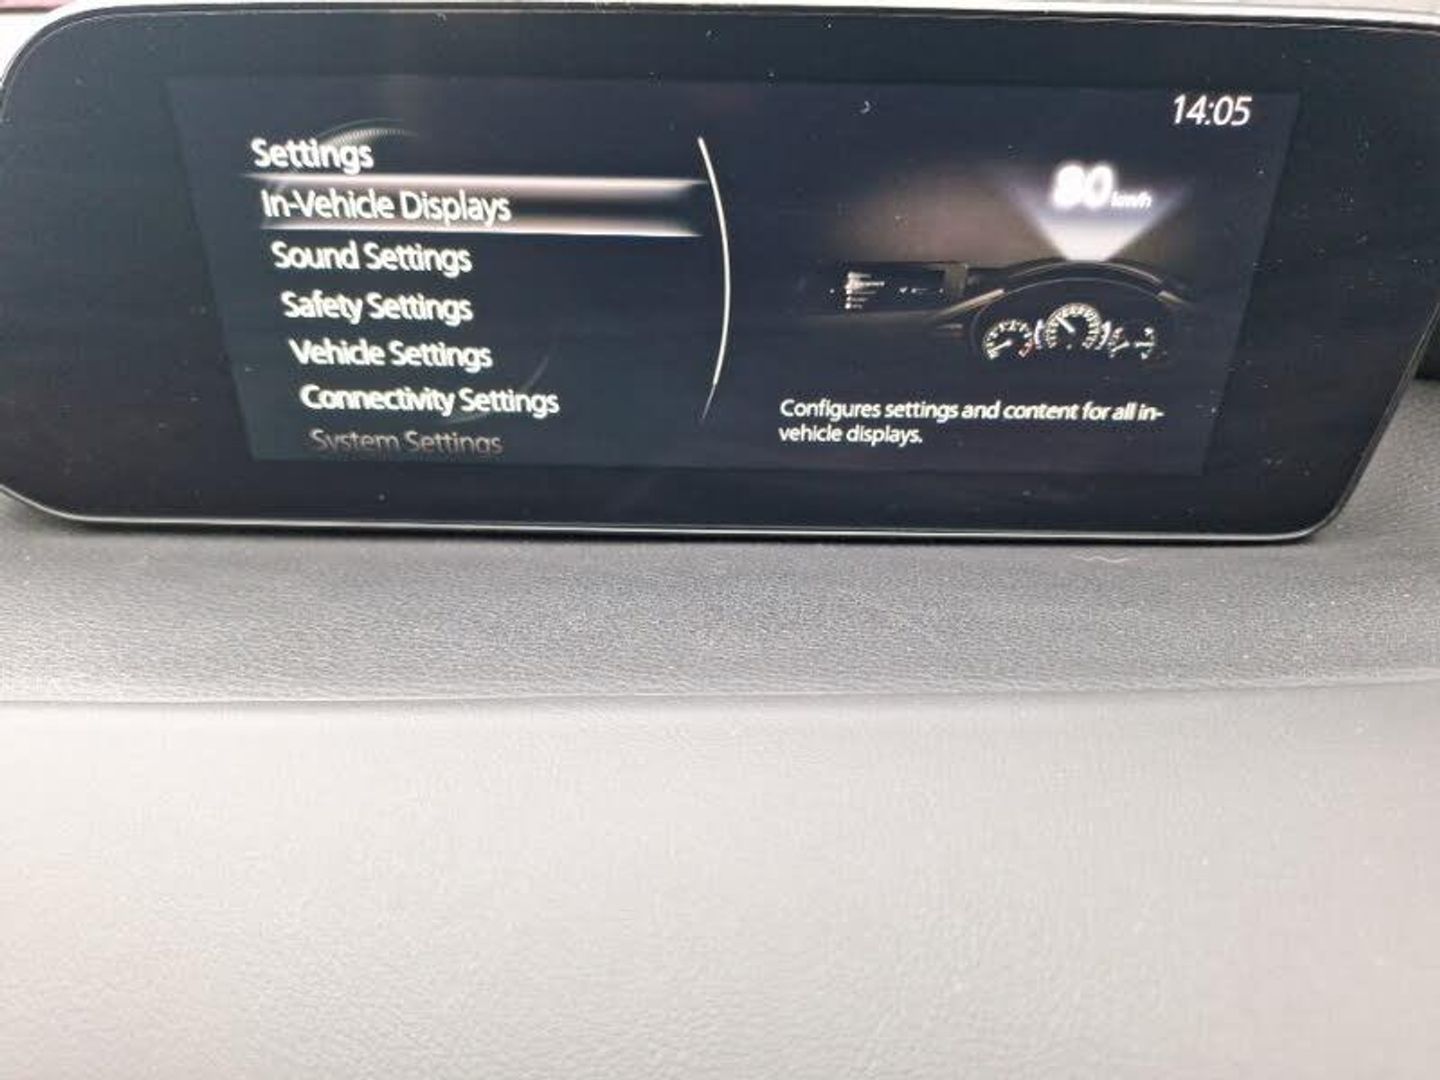 14:05
Settings
In-Vehicle Displays
Sound Settings
Safety Settings
Vehicle Settings
Connectivity Settings
System Settings
80 km/h
Configures settings and content for all in-
vehicle displays.